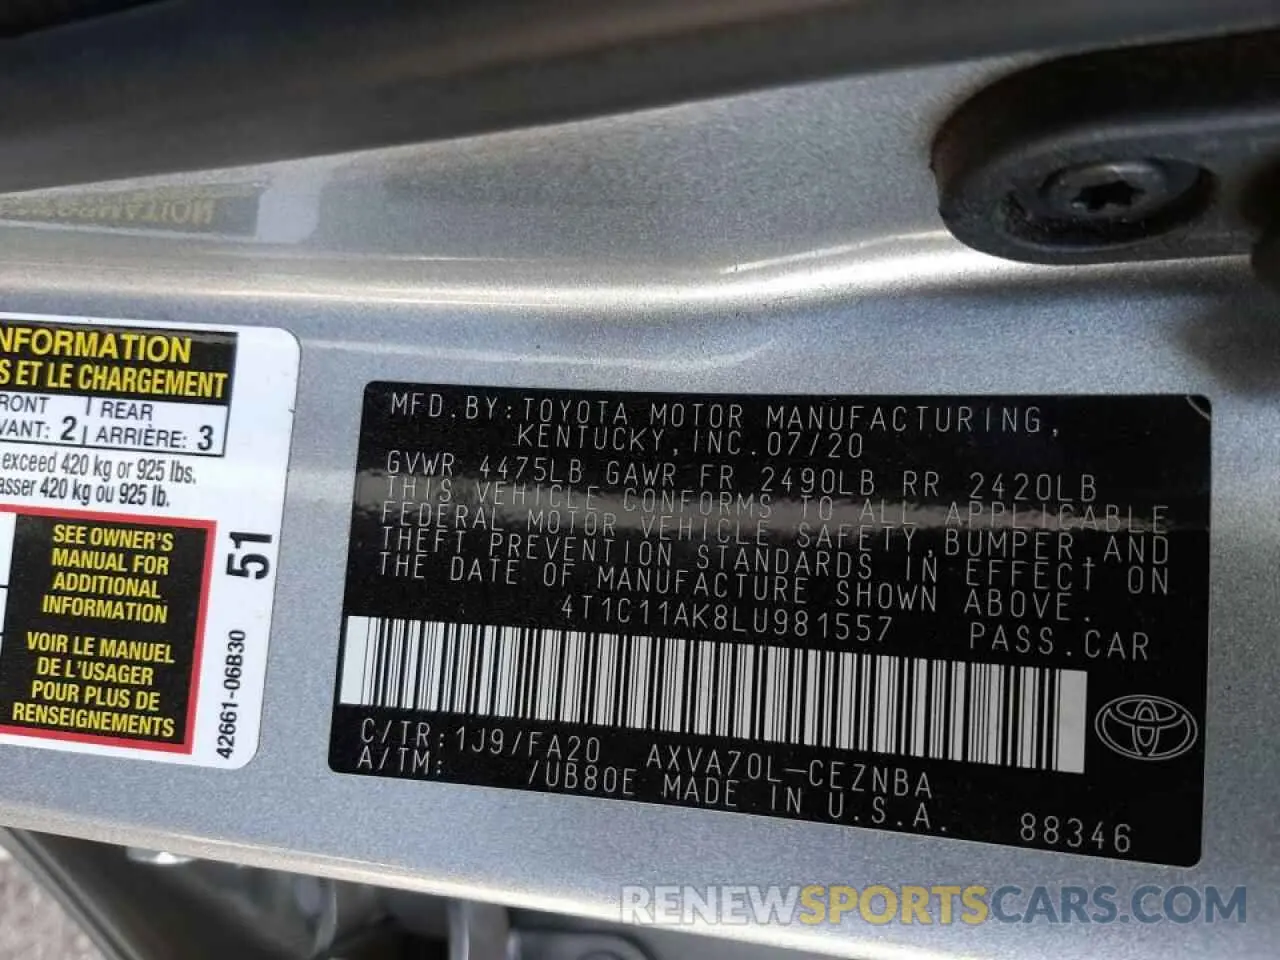 NFORMATION
S ET LE CHARGEMENT
RONT REAR
VANT: 2 ARRIÈRE: 3
exceed 420 kg or 925 lbs.
asser 420 kg ou 925 lb.
SEE OWNER'S
MANUAL FOR
ADDITIONAL
INFORMATION
VOIR LE MANUEL
DE L'USAGER
POUR PLUS DE
RENSEIGNEMENTS
51
42661-06B30
MFD.BY:TOYOTA MOTOR MANUFACTURING,
KENTUCKY,INC.07/20
GVWR 4475LB GAWR FR 2490LB RR 2420LB
THIS VEHICLE CONFORMS TO ALL APPLICABLE
FEDERAL MOTOR VEHICLE SAFETY,BUMPER,AND
THEFT PREVENTION STANDARDS IN EFFECT ON
THE DATE OF MANUFACTURE SHOWN ABOVE.
4T1C11AK8LU981557 PASS.CAR
C/TR:1J9/FA20 AXVA70L-CEZNBA
A/TM: /UB80E MADE IN U.S.A.
88346
RENEWSPORTSCARS.COM